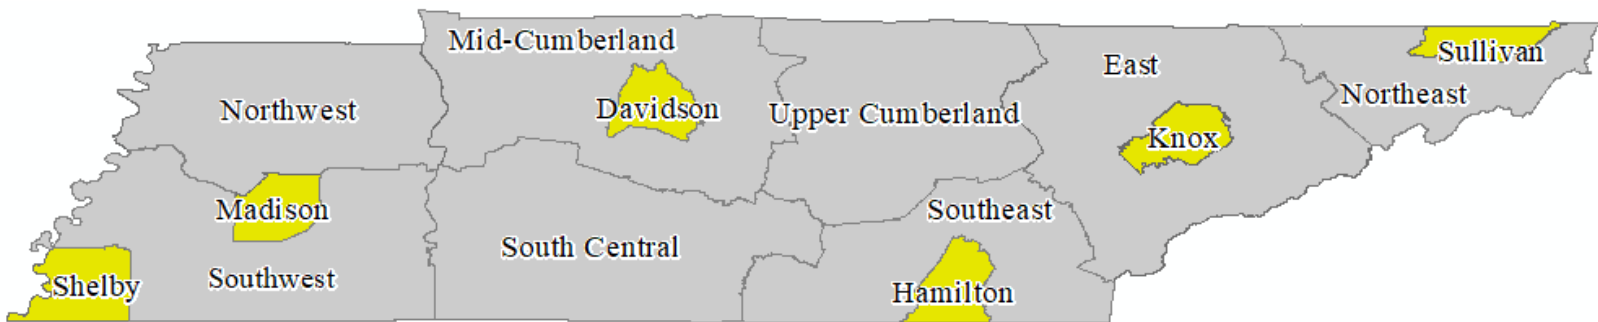 Mid-Cumberland
East
Sullivan
Northwest
Davidson
Upper Cumberland
Northeast
Knox
Madison
Southeast
South Central
Shelby
Southwest
Hamilton